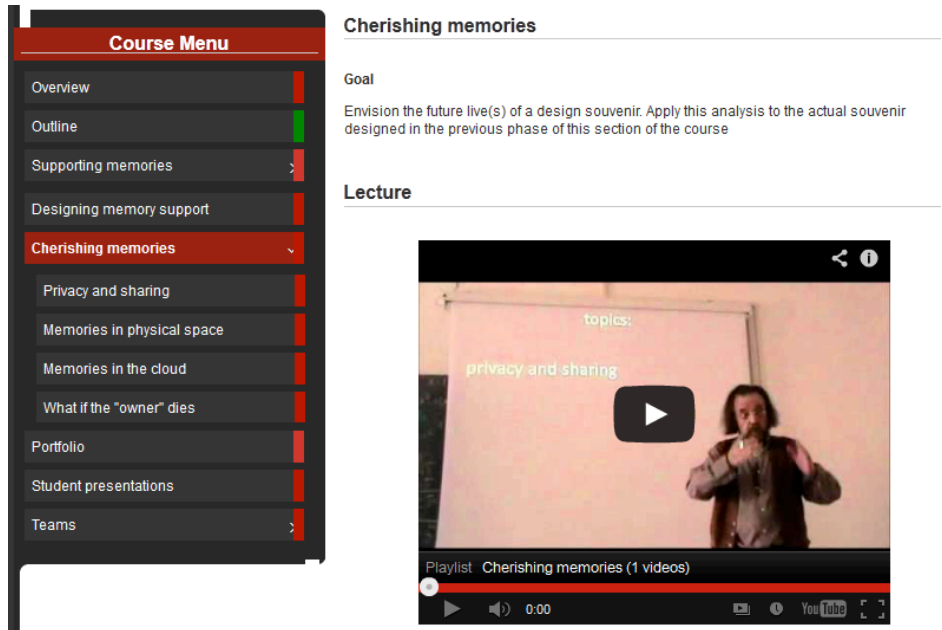 Course Menu
Overview
Outline
Supporting memories
Designing memory support
Cherishing memories
Privacy and sharing
Memories in physical space
Memories in the cloud
What if the "owner" dies
Portfolio
Student presentations
Teams
Cherishing memories
Goal
Envision the future live(s) of a design souvenir. Apply this analysis to the actual souvenir
designed in the previous phase of this section of the course
Lecture
topics:
privacy and sharing
Playlist Cherishing memories (1 videos)
0:00
YouTube